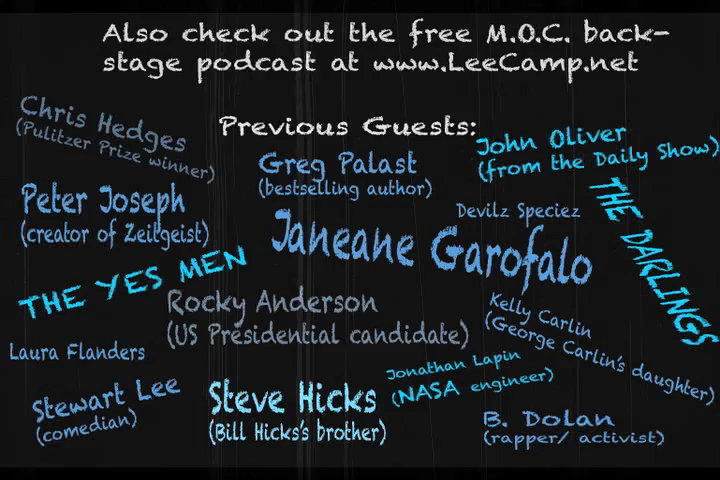 Also check out the free M.O.C. back-
stage podcast at www.LeeCamp.net
Previous Guests:
Chris Hedges
(Pulitzer Prize winner)
Greg Palast
(bestselling author)
John Oliver
(from the Daily Show)
Peter Joseph
(creator of Zeitgeist)
Janeane Garofalo
Devilz Speciez
THE DARLINGS
THE YES MEN
Rocky Anderson
(US Presidential candidate)
Kelly Carlin
(George Carlin's daughter)
Laura Flanders
Jonathan Lapin
(NASA engineer)
Stewart Lee
(comedian)
Steve Hicks
(Bill Hicks's brother)
B. Dolan
(rapper/ activist)